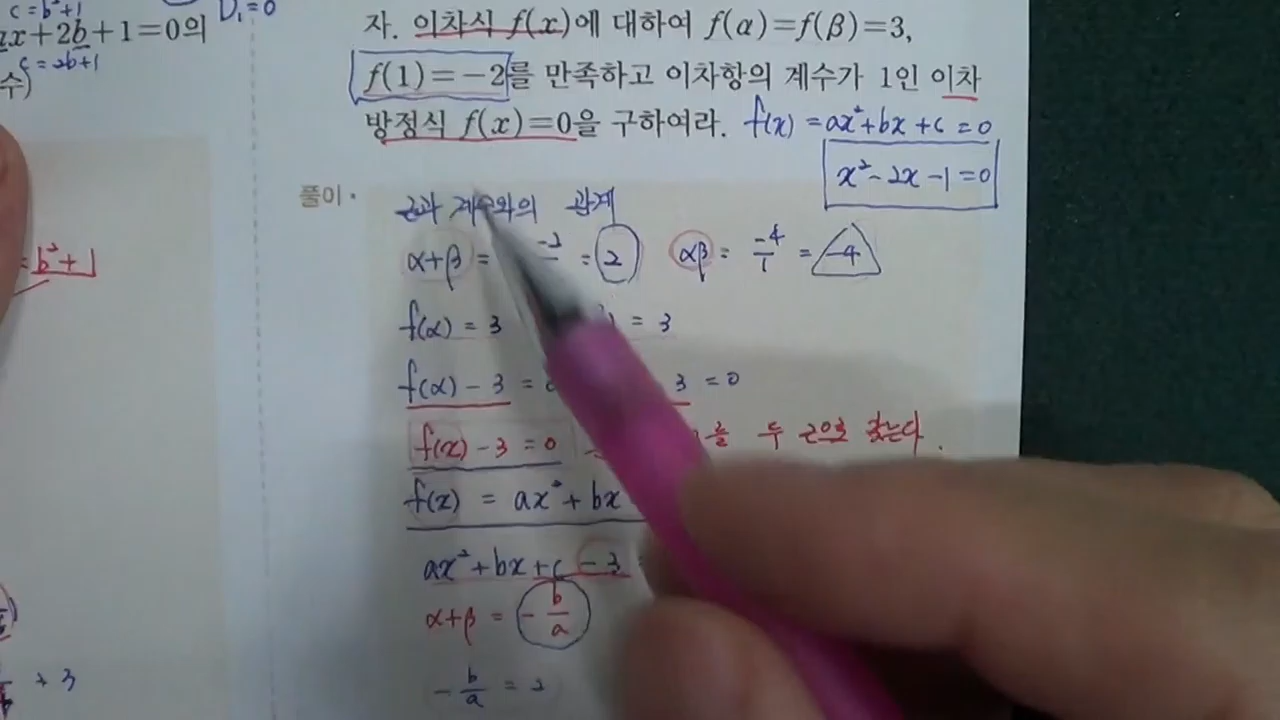 c=b²+1
D₁=0
ax+2b+1=0의
c=2b+1
수)
=b²+1
+3
자. 이차식 f(x)에 대하여 f(α)=f(β)=3,
f(1)=-2를 만족하고 이차항의 계수가 1인 이차
방정식 f(x)=0을 구하여라. f(x)=ax²+bx+c=0
x²-2x-1=0
풀이·
근과 계수와의 관계
α+β = -2 = 2 αβ = -4/1 = -4
f(α) = 3 = 3
f(α) - 3 = 3 = 0
f(x) - 3 = 0 를 두 근으로 갖는다.
f(x) = ax²+bx
ax²+bx+c-3
α+β = -b/a
-b/a = 2